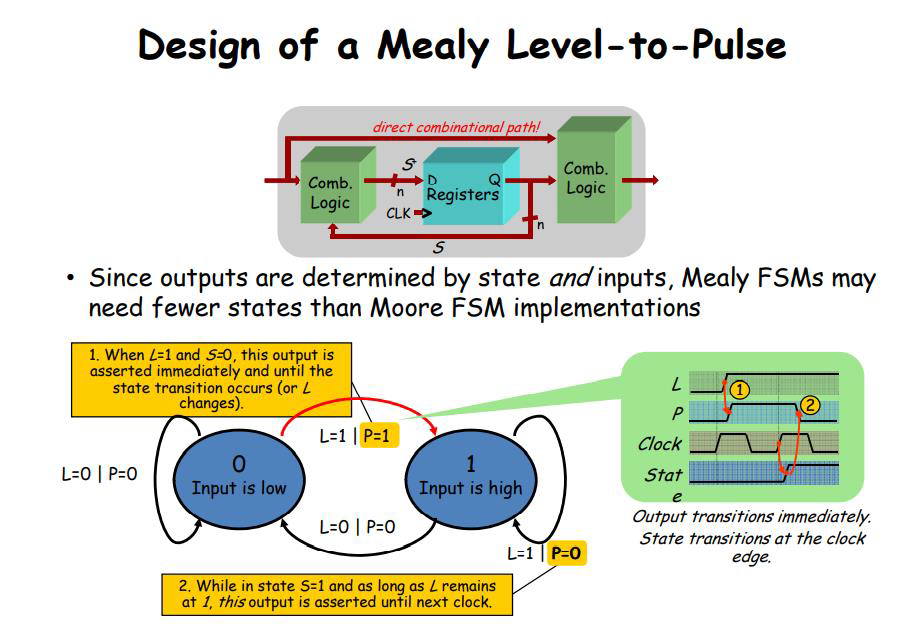 Design of a Mealy Level-to-Pulse
direct combinational path!
Comb.
Logic
S'
n
D
Q
Registers
CLK
n
S
Comb.
Logic
• Since outputs are determined by state and inputs, Mealy FSMs may
need fewer states than Moore FSM implementations
1. When L=1 and S=0, this output is
asserted immediately and until the
state transition occurs (or L
changes).
L=1 | P=1
L=0 | P=0
0
Input is low
1
Input is high
L=0 | P=0
L=1 | P=0
2. While in state S=1 and as long as L remains
at 1, this output is asserted until next clock.
L
1
P
2
Clock
Stat
e
Output transitions immediately.
State transitions at the clock
edge.